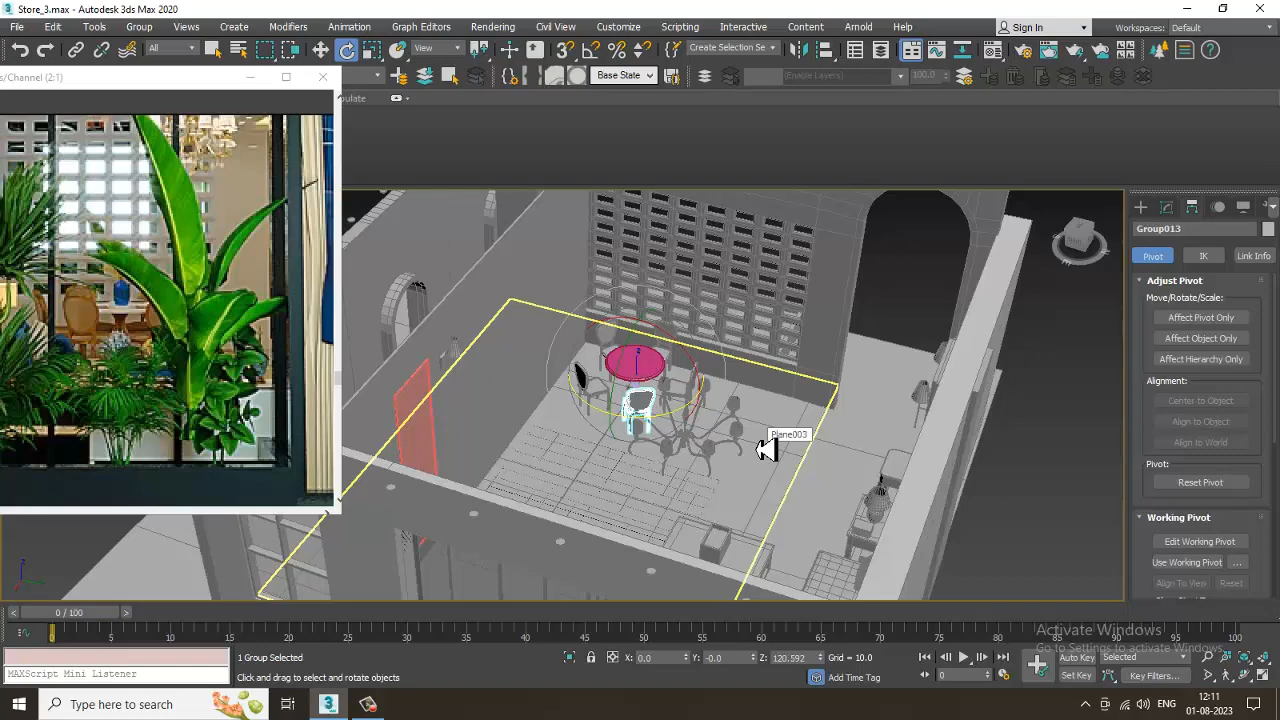 Store_3.max - Autodesk 3ds Max 2020
File Edit Tools Group Views Create Modifiers Animation Graph Editors Rendering Civil View Customize Scripting Interactive Content Arnold Help
Sign In
Workspaces: Default
All
View
Create Selection Se
s/Channel (2:1)
Base State
(Enable Layers)
100.0
pulate
Group013
Pivot IK Link Info
Adjust Pivot
Move/Rotate/Scale:
Affect Pivot Only
Affect Object Only
Affect Hierarchy Only
Alignment:
Center to Object
Align to Object
Align to World
Pivot:
Reset Pivot
Working Pivot
Edit Working Pivot
Use Working Pivot ...
Align To View Reset
Plane003
0 / 100
0 5 10 15 20 25 30 35 40 45 50 55 60 65 70 75 80 85 90 95 100
Activate Windows
Go to Settings to activate Windows.
1 Group Selected
X: 0.0 Y: -0.0 Z: 120.592 Grid = 10.0
Auto Key Selected
MAXScript Mini Listener
Click and drag to select and rotate objects
Add Time Tag
0
Set Key Key Filters...
Type here to search
ENG
12:11
01-08-2023